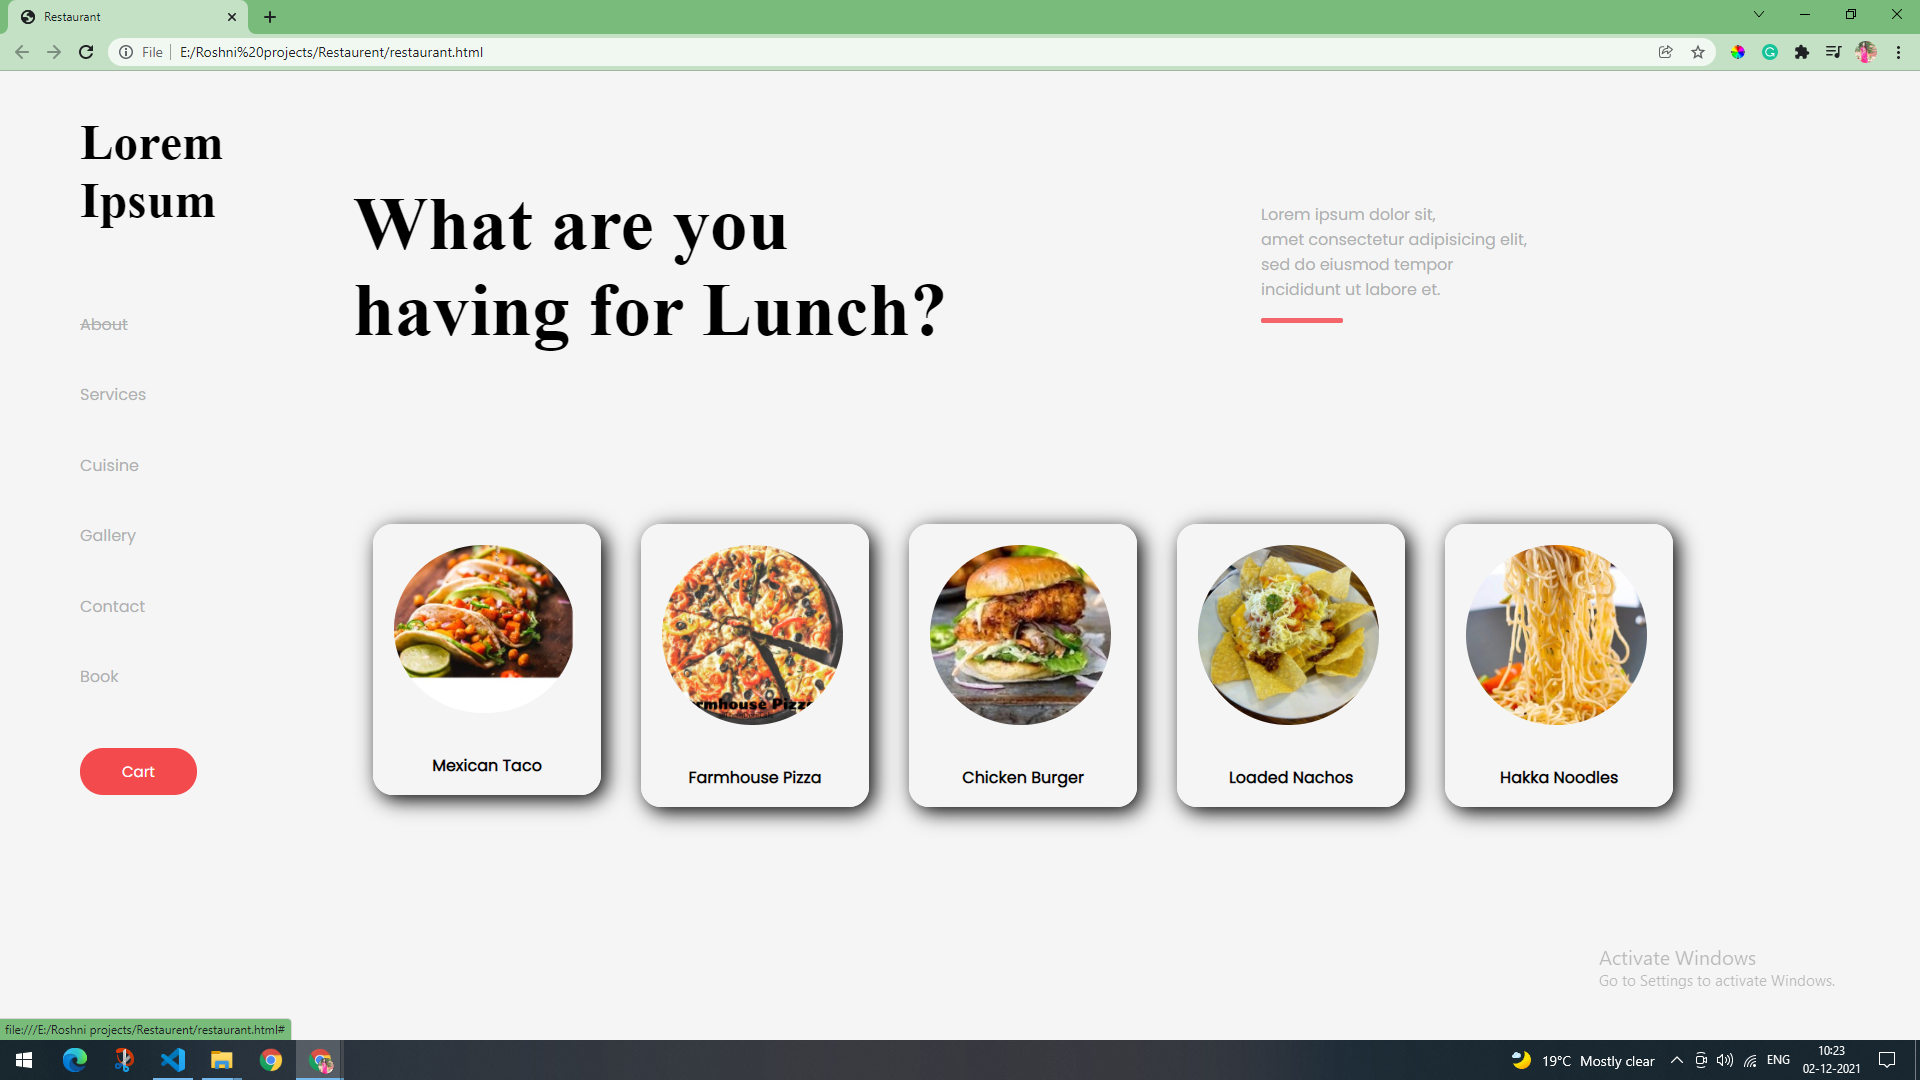 Restaurant
File
E:/Roshni%20projects/Restaurent/restaurant.html
Lorem
Ipsum
What are you
having for Lunch?
Lorem ipsum dolor sit,
amet consectetur adipisicing elit,
sed do eiusmod tempor
incididunt ut labore et.
About
Services
Cuisine
Gallery
Contact
Book
Cart
Mexican Taco
rmhouse Pizz
Farmhouse Pizza
Chicken Burger
Loaded Nachos
Hakka Noodles
Activate Windows
Go to Settings to activate Windows.
file:///E:/Roshni projects/Restaurent/restaurant.html#
19°C Mostly clear
ENG
10:23
02-12-2021